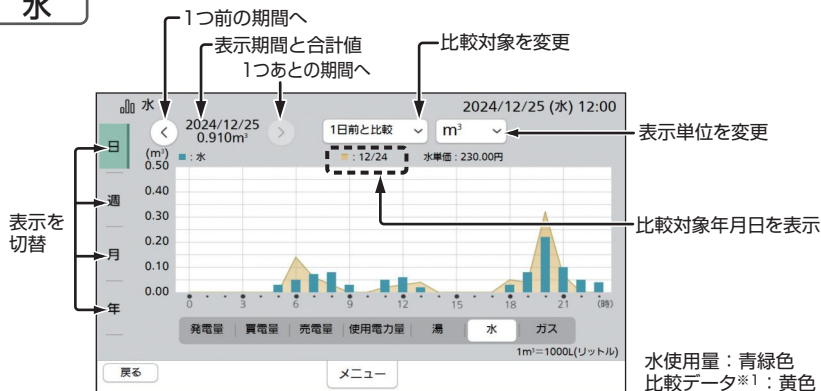 水
1つ前の期間へ
表示期間と合計値
比較対象を変更
1つあとの期間へ
水
2024/12/25 (水) 12:00
日
2024/12/25
0.910m³
1日前と比較
m³
表示単位を変更
(m³)
:水
:12/24
水単価:230.00円
0.50
0.40
週
0.30
表示を
切替
比較対象年月日を表示
0.20
月
0.10
0.00
年
0 3 6 9 12 15 18 21 (時)
発電量 買電量 売電量 使用電力量 湯 水 ガス
1m³=1000L(リットル)
戻る
メニュー
水使用量:青緑色
比較データ※1:黄色